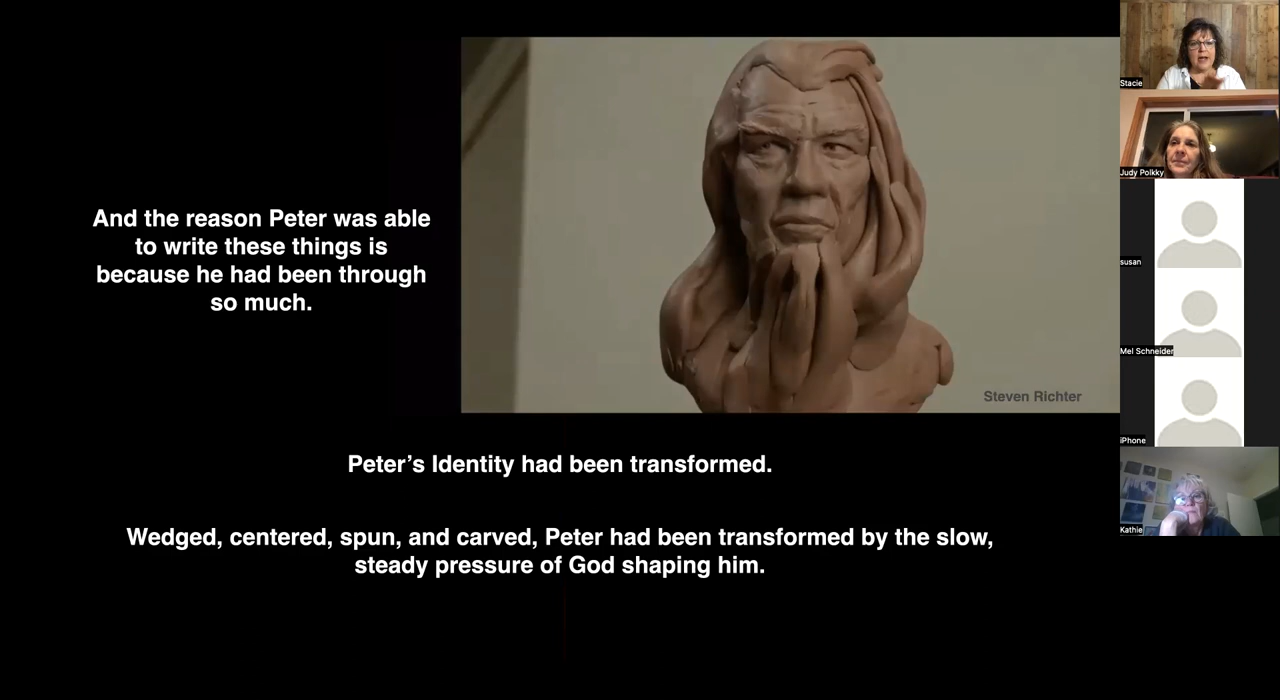 And the reason Peter was able
to write these things is
because he had been through
so much.
Steven Richter
Peter’s Identity had been transformed.
Wedged, centered, spun, and carved, Peter had been transformed by the slow,
steady pressure of God shaping him.
Stacie
Judy Polkky
susan
Mel Schneider
iPhone
Kathie